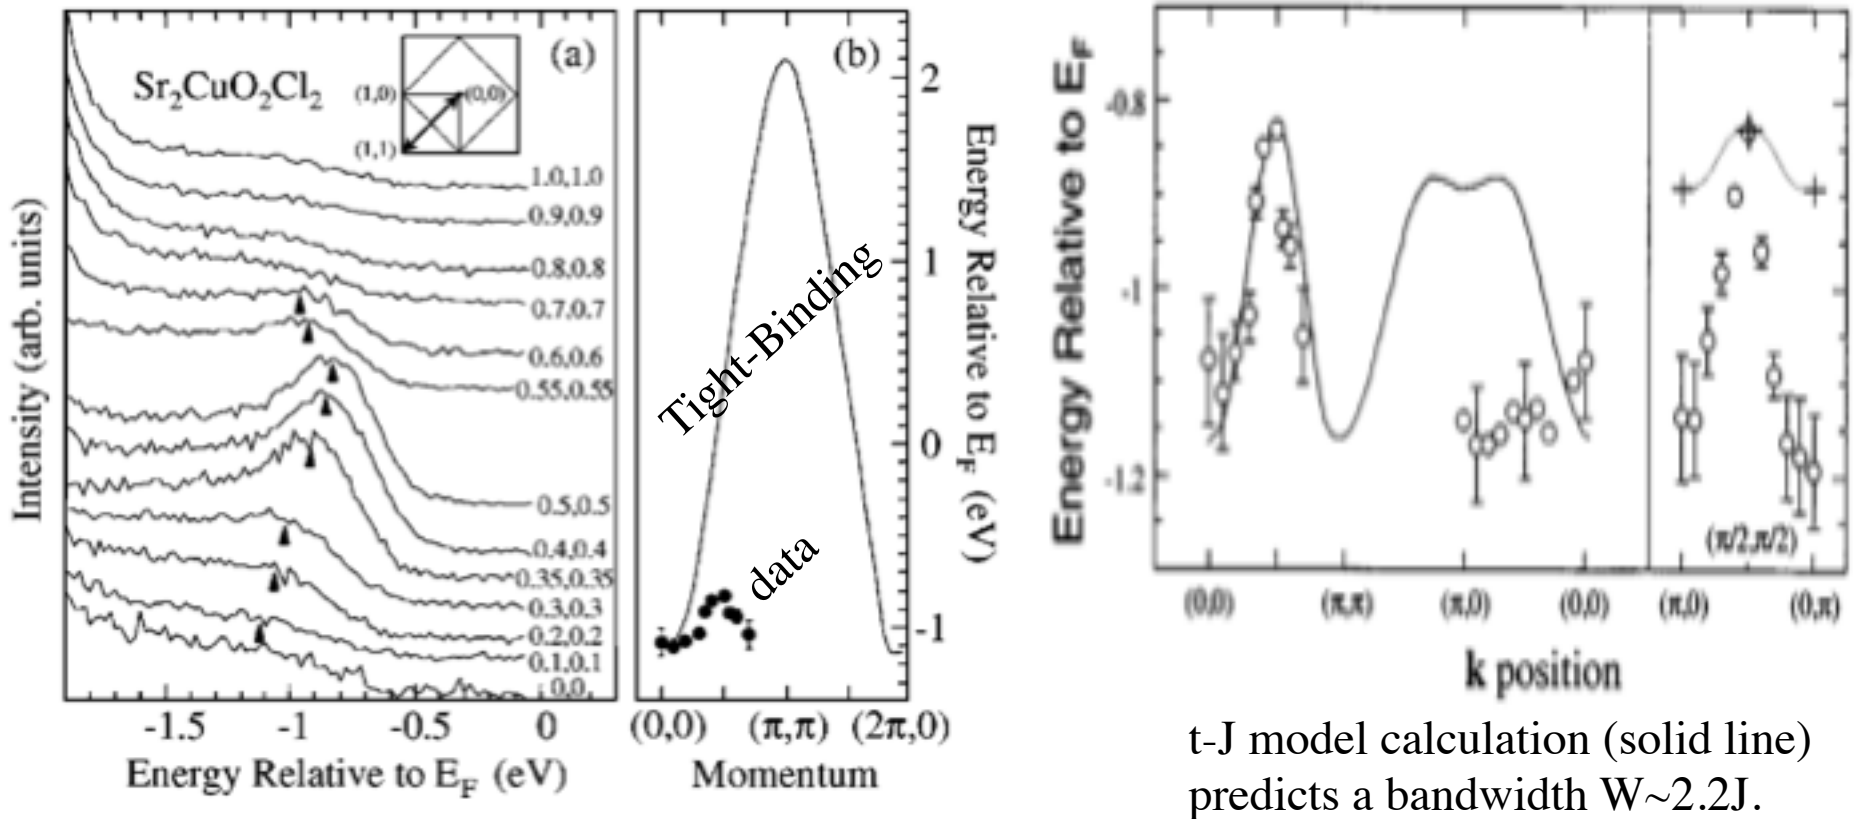 (a)
Sr₂CuO₂Cl₂
(1,0)
(0,0)
(1,1)
1.0,1.0
0.9,0.9
0.8,0.8
0.7,0.7
0.6,0.6
0.55,0.55
0.5,0.5
0.4,0.4
0.35,0.35
0.3,0.3
0.2,0.2
0.1,0.1
0,0
Intensity (arb. units)
-1.5 -1 -0.5 0
Energy Relative to E_F (eV)
(b)
Tight-Binding
data
2
1
0
-1
Energy Relative to E_F (eV)
(0,0) (π,π) (2π,0)
Momentum
Energy Relative to E_F
-0.8
-1
-1.2
(π/2,π/2)
(0,0) (π,π) (π,0) (0,0) (π,0) (0,π)
k position
t-J model calculation (solid line)
predicts a bandwidth W~2.2J.